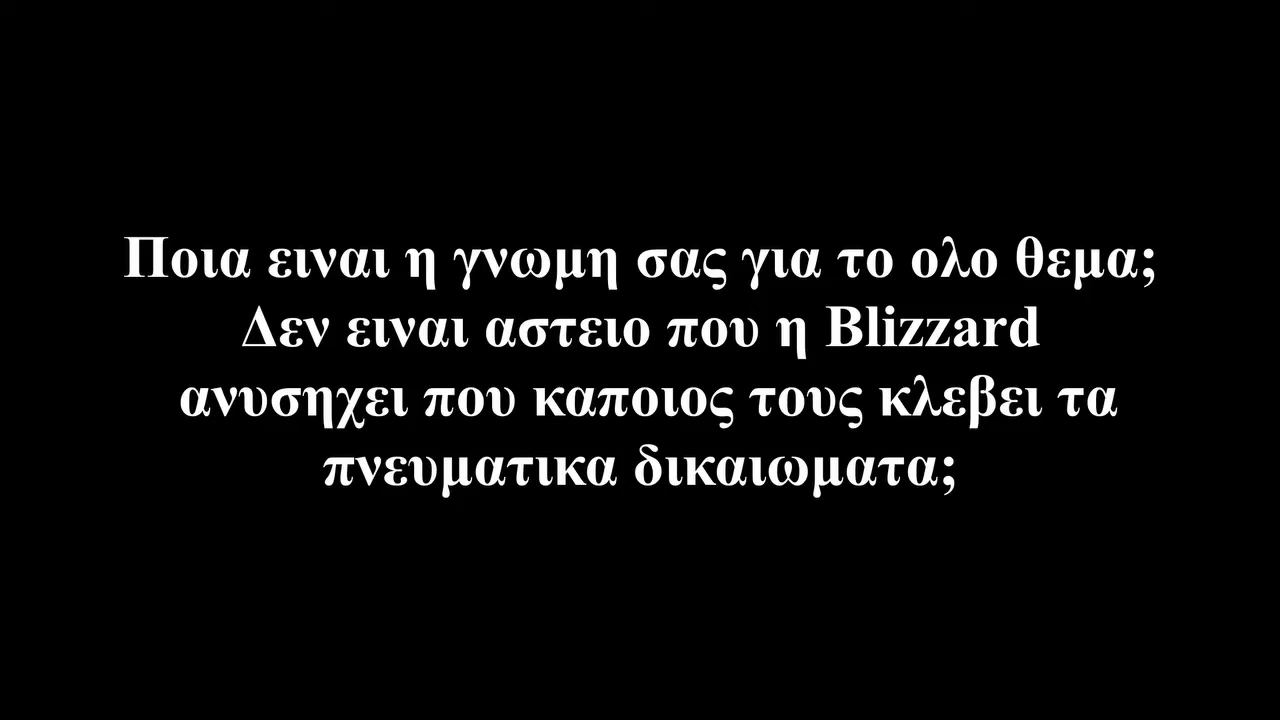 Ποια ειναι η γνωμη σας για το ολο θεμα;
Δεν ειναι αστειο που η Blizzard
ανυσηχει που καποιος τους κλεβει τα
πνευματικα δικαιωματα;